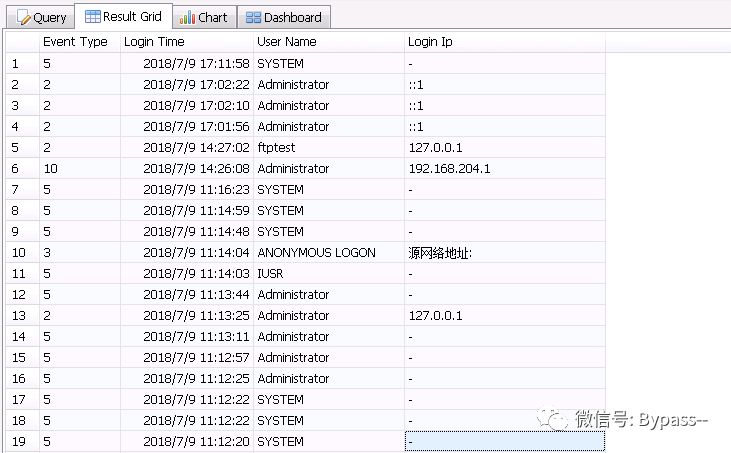 Query Result Grid Chart Dashboard
Event Type Login Time User Name Login Ip
1 5 2018/7/9 17:11:58 SYSTEM -
2 2 2018/7/9 17:02:22 Administrator ::1
3 2 2018/7/9 17:02:10 Administrator ::1
4 2 2018/7/9 17:01:56 Administrator ::1
5 2 2018/7/9 14:27:02 ftptest 127.0.0.1
6 10 2018/7/9 14:26:08 Administrator 192.168.204.1
7 5 2018/7/9 11:16:23 SYSTEM -
8 5 2018/7/9 11:14:59 SYSTEM -
9 5 2018/7/9 11:14:48 SYSTEM -
10 3 2018/7/9 11:14:04 ANONYMOUS LOGON 源网络地址:
11 5 2018/7/9 11:14:03 IUSR -
12 5 2018/7/9 11:13:44 Administrator -
13 2 2018/7/9 11:13:25 Administrator 127.0.0.1
14 5 2018/7/9 11:13:11 Administrator -
15 5 2018/7/9 11:12:57 Administrator -
16 5 2018/7/9 11:12:25 Administrator -
17 5 2018/7/9 11:12:22 SYSTEM -
18 5 2018/7/9 11:12:22 SYSTEM -
微信号: Bypass--
19 5 2018/7/9 11:12:20 SYSTEM -